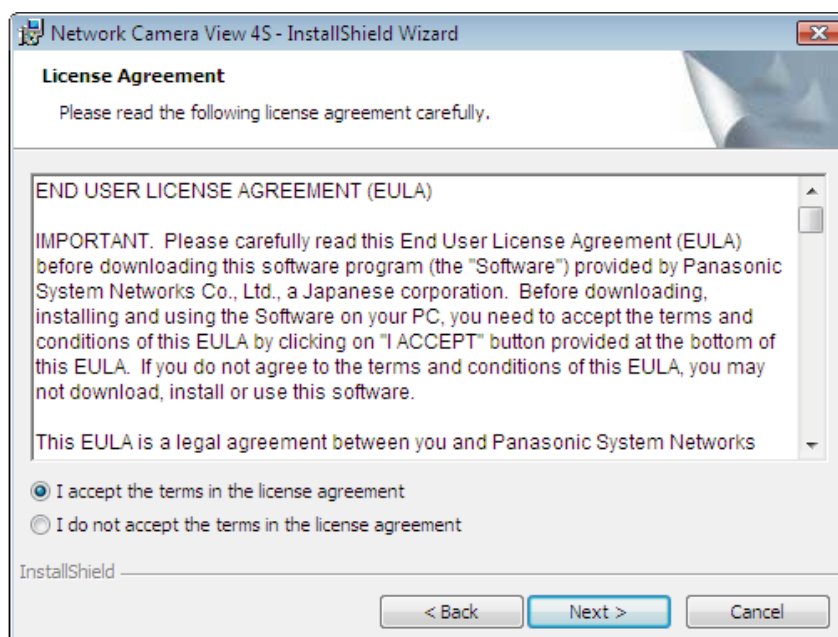 Network Camera View 4S - InstallShield Wizard
License Agreement
Please read the following license agreement carefully.
END USER LICENSE AGREEMENT (EULA)
IMPORTANT.  Please carefully read this End User License Agreement (EULA)
before downloading this software program (the "Software") provided by Panasonic
System Networks Co., Ltd., a Japanese corporation.  Before downloading,
installing and using the Software on your PC, you need to accept the terms and
conditions of this EULA by clicking on "I ACCEPT" button provided at the bottom of
this EULA.  If you do not agree to the terms and conditions of this EULA, you may
not download, install or use this software.
This EULA is a legal agreement between you and Panasonic System Networks
I accept the terms in the license agreement
I do not accept the terms in the license agreement
InstallShield
< Back
Next >
Cancel